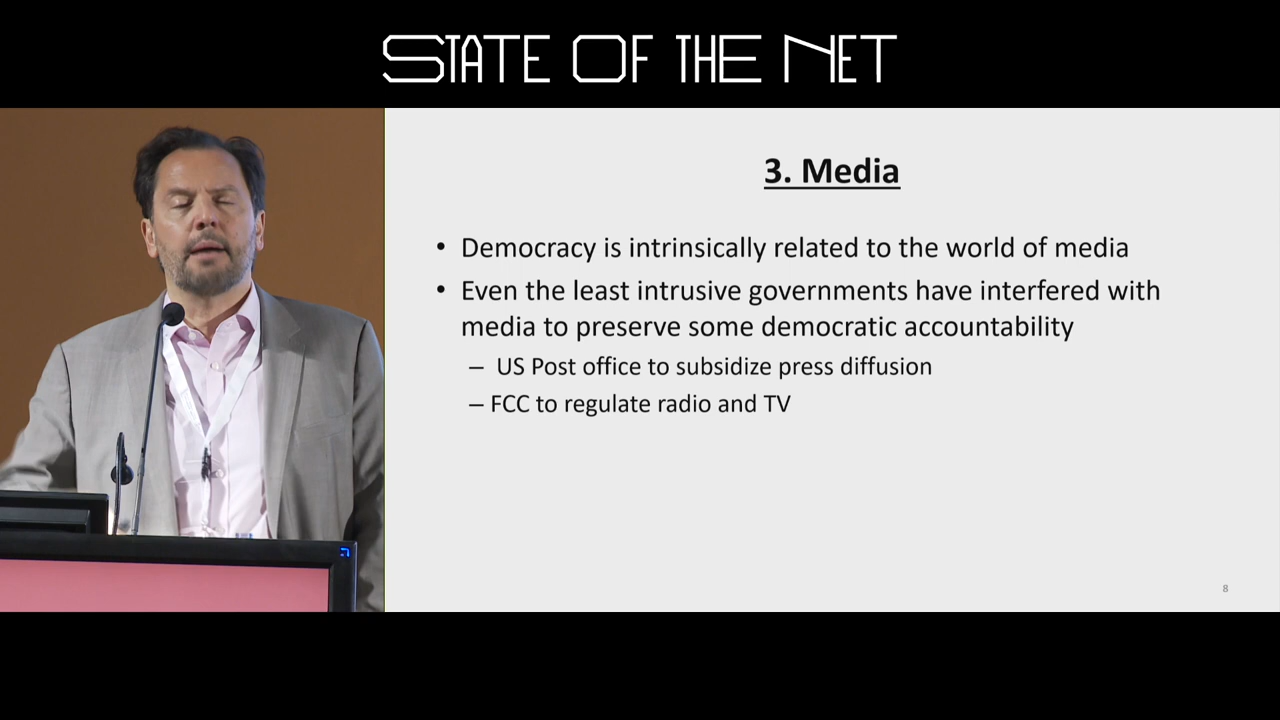 STATE OF THE NET
3. Media
• Democracy is intrinsically related to the world of media
• Even the least intrusive governments have interfered with
media to preserve some democratic accountability
– US Post office to subsidize press diffusion
– FCC to regulate radio and TV
8